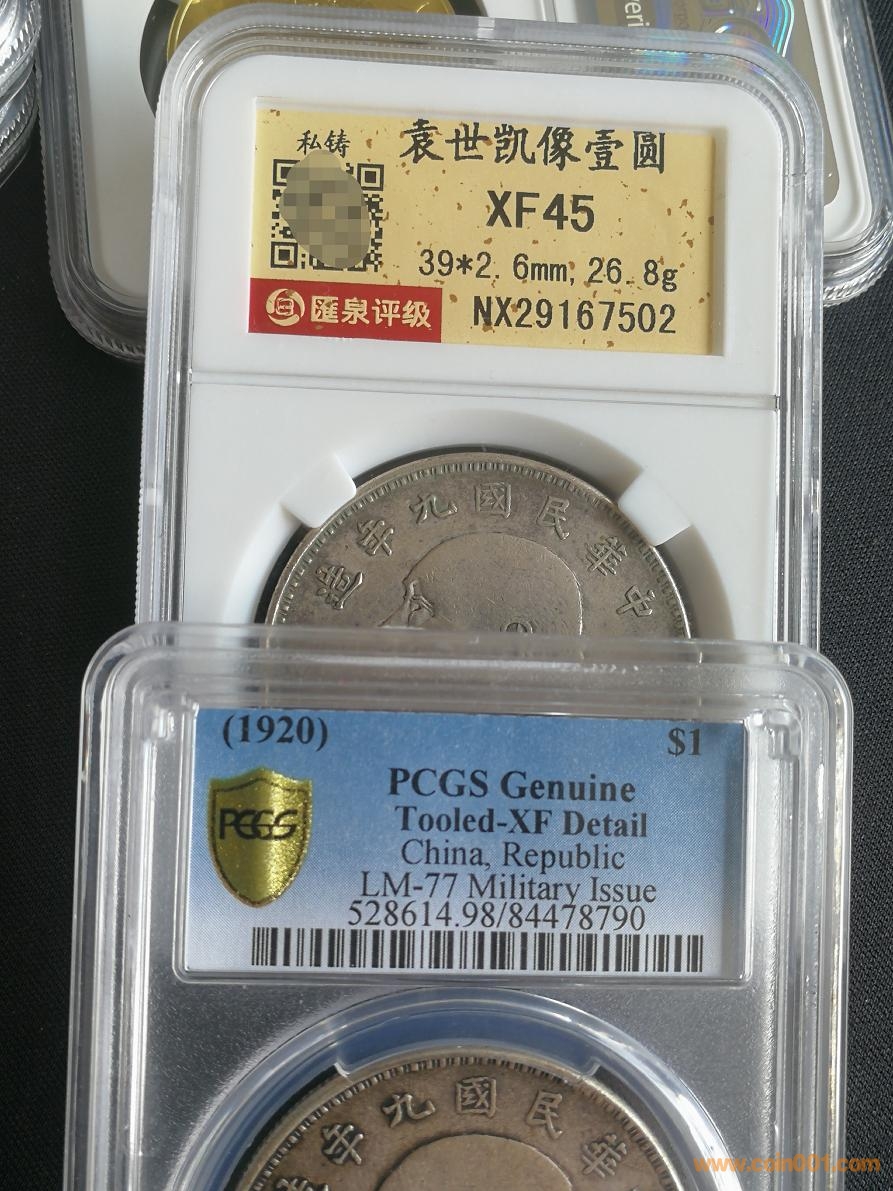 私铸
袁世凯像壹圆
XF45
39*2.6mm,26.8g
匯泉评级
NX29167502
中華民國九年造
(1920)
$1
PCGS Genuine
PCGS
Tooled-XF Detail
China, Republic
LM-77 Military Issue
528614.98/84478790
華民國九年造
www.coin001.com